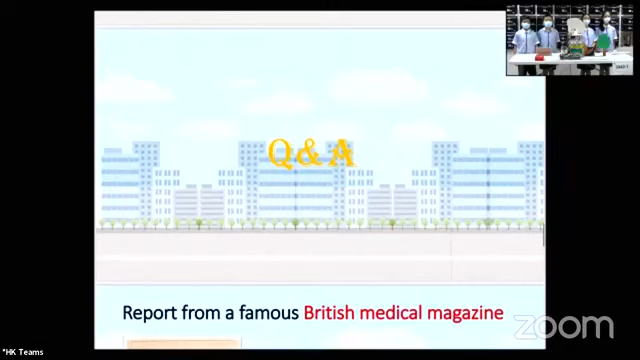 Q & A
Report from a famous British medical magazine
zoom
"HK Teams